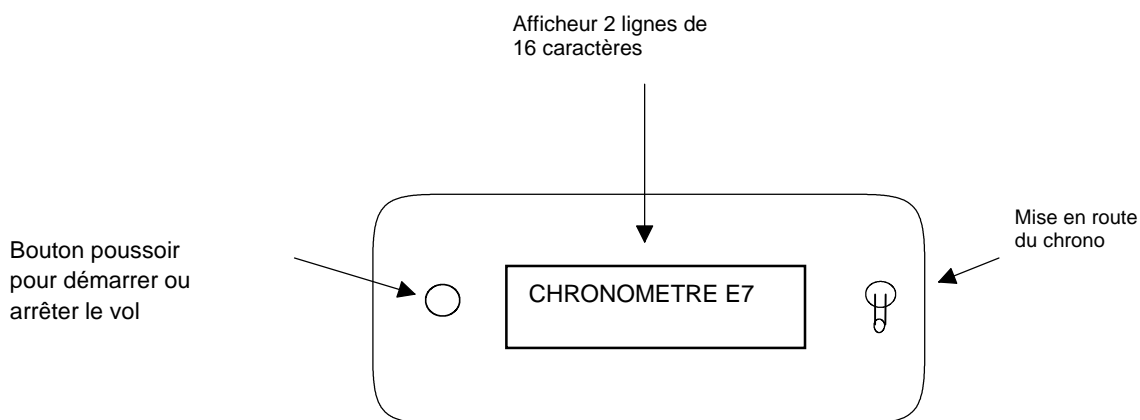 Afficheur 2 lignes de
16 caractères
Mise en route
du chrono
Bouton poussoir
pour démarrer ou
arrêter le vol
CHRONOMETRE E7